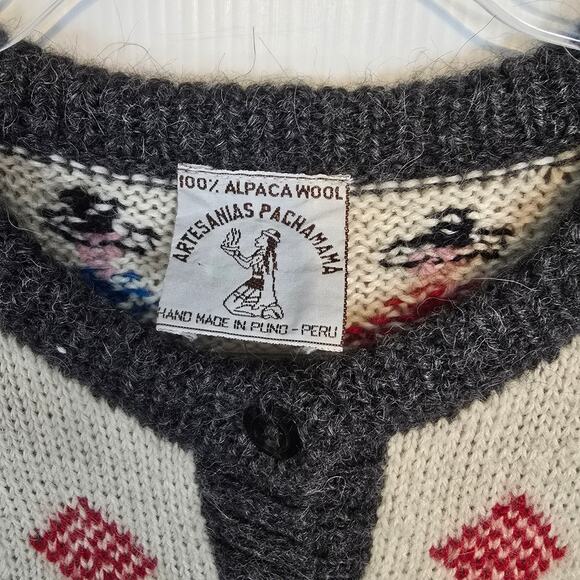 100% ALPACA WOOL
ARTESANIAS PACHAMAMA
HAND MADE IN PUNO - PERU